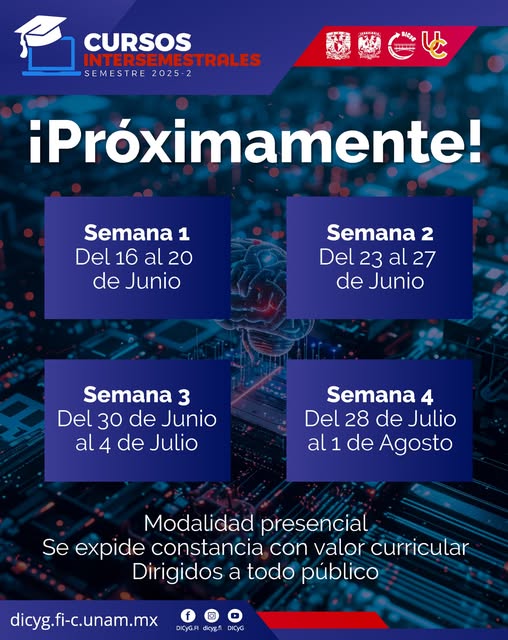 CURSOS
INTERSEMESTRALES
SEMESTRE 2025-2
UC
¡Próximamente!
Semana 1
Del 16 al 20
de Junio
Semana 2
Del 23 al 27
de Junio
Semana 3
Del 30 de Junio
al 4 de Julio
Semana 4
Del 28 de Julio
al 1 de Agosto
Modalidad presencial
Se expide constancia con valor curricular
Dirigidos a todo público
dicyg.fi-c.unam.mx
DICyG.FI
dicyg.fi
DICyG